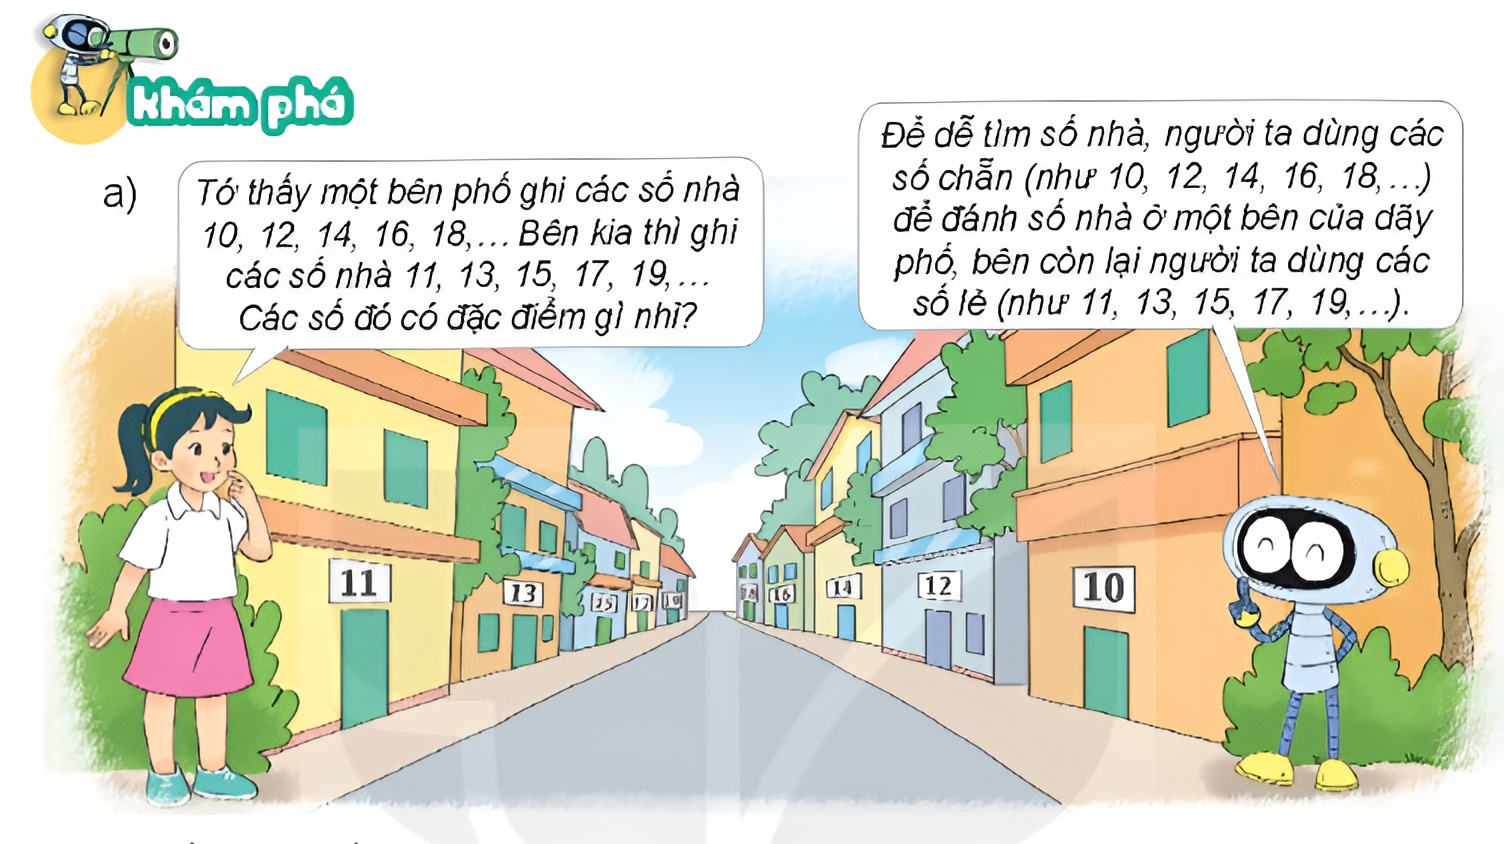 Khám phá
a)
Tớ thấy một bên phố ghi các số nhà
10, 12, 14, 16, 18,... Bên kia thì ghi
các số nhà 11, 13, 15, 17, 19,...
Các số đó có đặc điểm gì nhỉ?
Để dễ tìm số nhà, người ta dùng các
số chẵn (như 10, 12, 14, 16, 18,...)
để đánh số nhà ở một bên của dãy
phố, bên còn lại người ta dùng các
số lẻ (như 11, 13, 15, 17, 19,...).
11
13
15
17
19
18
16
14
12
10